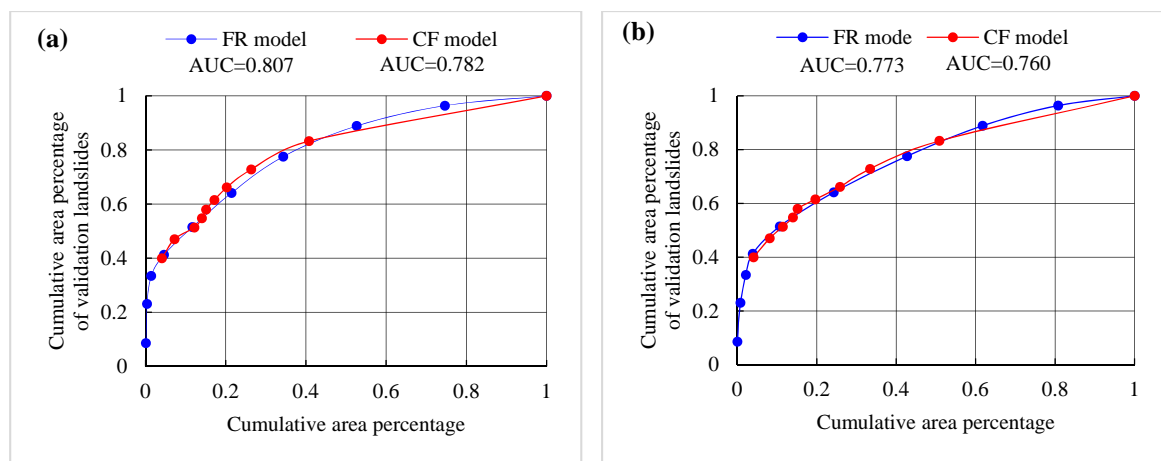 (a)
FR model
CF model
AUC=0.807
AUC=0.782
1
0.8
0.6
0.4
0.2
0
0 0.2 0.4 0.6 0.8 1
Cumulative area percentage
of validation landslides
Cumulative area percentage
(b)
FR mode
CF model
AUC=0.773
AUC=0.760
1
0.8
0.6
0.4
0.2
0
0 0.2 0.4 0.6 0.8 1
Cumulative area percentage
of validation landslides
Cumulative area percentage